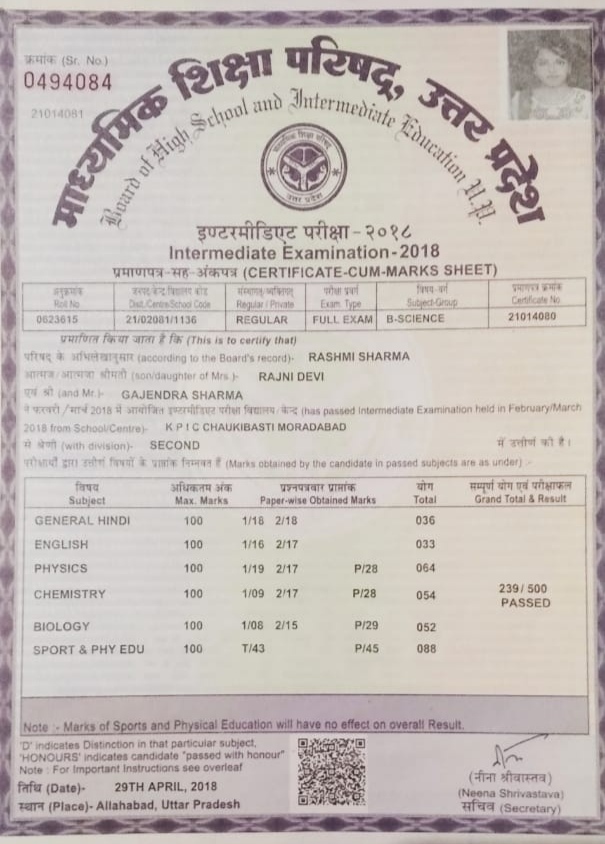 क्रमांक (Sr. No.)
0494084
21014081
माध्यमिक शिक्षा परिषद्, उत्तर प्रदेश
Board of High School and Intermediate Education U.P.
इण्टरमीडिएट परीक्षा-२०१८
Intermediate Examination-2018
प्रमाणपत्र-सह-अंकपत्र (CERTIFICATE-CUM-MARKS SHEET)
अनुक्रमांक जनपद/केन्द्र/विद्यालय कोड संस्थागत/व्यक्तिगत परीक्षा प्रकार विषय-वर्ग प्रमाणपत्र क्रमांक
Roll No. Dist./Centre/School Code Regular / Private Exam. Type Subject-Group Certificate No.
0623615 21/02081/1136 REGULAR FULL EXAM B-SCIENCE 21014080
प्रमाणित किया जाता है कि (This is to certify that)
परिषद के अभिलेखानुसार (according to the Board's record)- RASHMI SHARMA
आत्मज/आत्मजा श्रीमती (son/daughter of Mrs.)- RAJNI DEVI
एवं श्री (and Mr.)- GAJENDRA SHARMA
ने फरवरी/मार्च 2018 में आयोजित इण्टरमीडिएट परीक्षा विद्यालय/केन्द्र (has passed Intermediate Examination held in February/March
2018 from School/Centre)- K P I C CHAUKIBASTI MORADABAD
से श्रेणी (with division)- SECOND में उत्तीर्ण की है।
परीक्षार्थी द्वारा उत्तीर्ण विषयों के प्राप्तांक निम्नवत हैं (Marks obtained by the candidate in passed subjects are as under) :-
विषय अधिकतम अंक प्रश्नपत्रवार प्राप्तांक योग सम्पूर्ण योग एवं परीक्षाफल
Subject Max. Marks Paper-wise Obtained Marks Total Grand Total & Result
GENERAL HINDI 100 1/18 2/18 036
ENGLISH 100 1/16 2/17 033
PHYSICS 100 1/19 2/17 P/28 064
CHEMISTRY 100 1/09 2/17 P/28 054 239/500
PASSED
BIOLOGY 100 1/08 2/15 P/29 052
SPORT & PHY EDU 100 T/43 P/45 088
Note :- Marks of Sports and Physical Education will have no effect on overall Result.
'D' indicates Distinction in that particular subject,
'HONOURS' indicates candidate "passed with honour"
Note : For Important Instructions see overleaf
तिथि (Date)- 29TH APRIL, 2018
स्थान (Place)- Allahabad, Uttar Pradesh
(नीना श्रीवास्तव)
(Neena Shrivastava)
सचिव (Secretary)